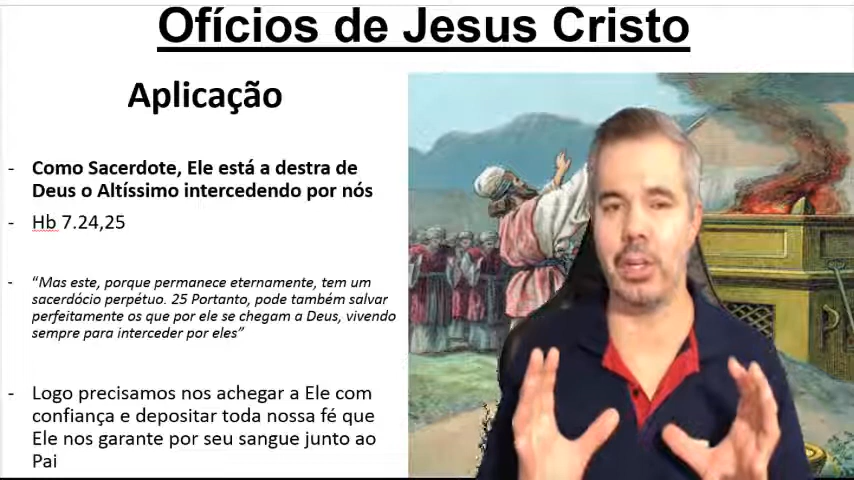 Ofícios de Jesus Cristo
Aplicação
- Como Sacerdote, Ele está a destra de
Deus o Altíssimo intercedendo por nós
- Hb 7.24,25
- “Mas este, porque permanece eternamente, tem um
sacerdócio perpétuo. 25 Portanto, pode também salvar
perfeitamente os que por ele se chegam a Deus, vivendo
sempre para interceder por eles”
- Logo precisamos nos achegar a Ele com
confiança e depositar toda nossa fé que
Ele nos garante por seu sangue junto ao
Pai